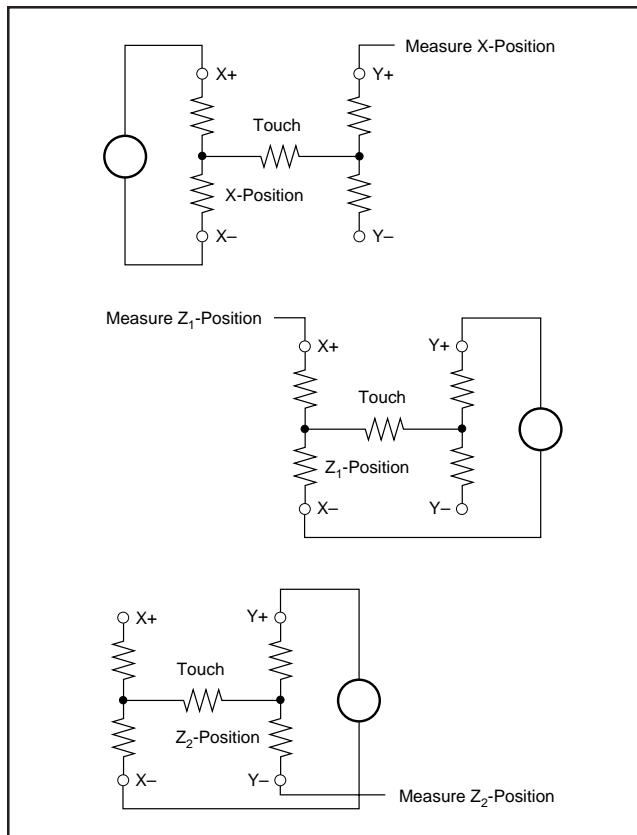 Measure X-Position
X+ Y+
Touch
X-Position
X– Y–
Measure Z₁-Position
X+ Y+
Touch
Z₁-Position
X– Y–
X+ Y+
Touch
Z₂-Position
X– Y–
Measure Z₂-Position